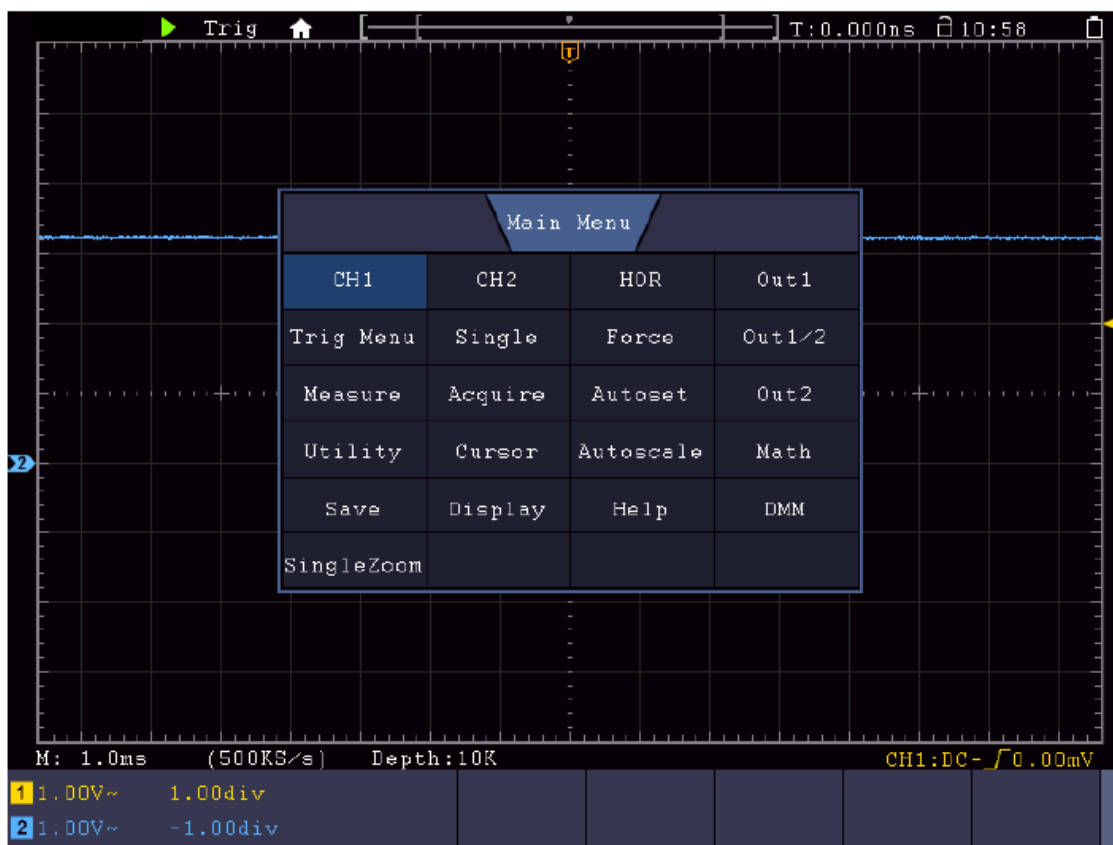 Trig T:0.000ns 10:58
T
Main Menu
CH1 CH2 HOR Out1
Trig Menu Single Force Out1/2
Measure Acquire Autoset Out2
2
Utility Cursor Autoscale Math
Save Display Help DMM
SingleZoom
M: 1.0ms (500KS/s) Depth:10K CH1:DC- 0.00mV
1 1.00V~ 1.00div
2 1.00V~ -1.00div